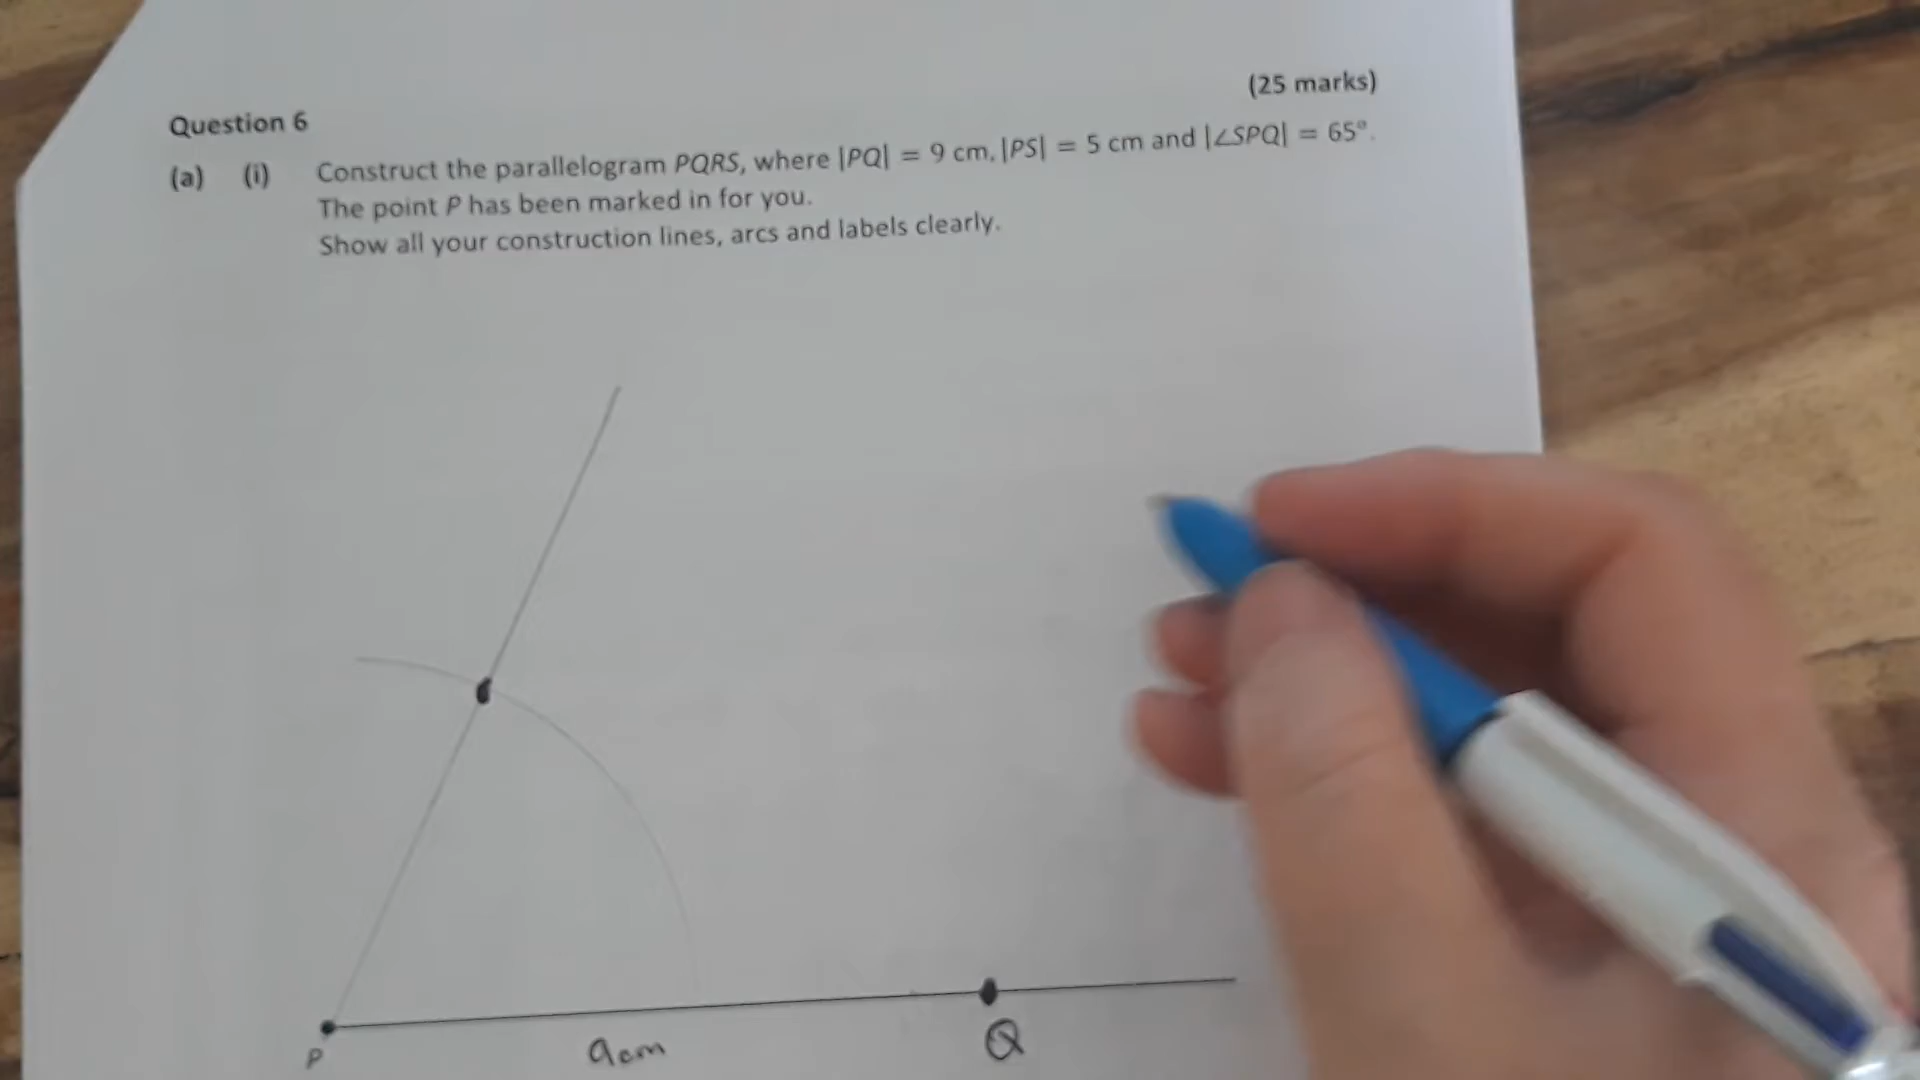 (25 marks)
Question 6
(a) (i) Construct the parallelogram PQRS, where |PQ| = 9 cm, |PS| = 5 cm and |∠SPQ| = 65°.
The point P has been marked in for you.
Show all your construction lines, arcs and labels clearly.
P
9cm
Q